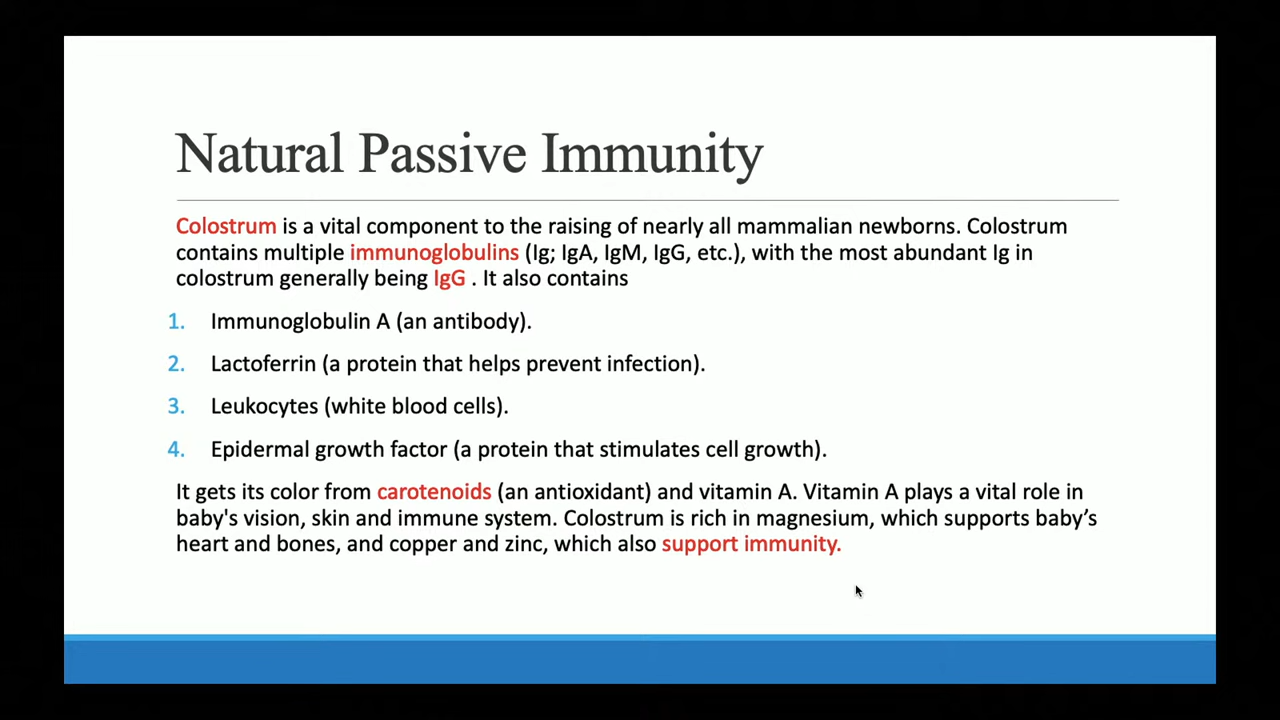 Natural Passive Immunity
Colostrum is a vital component to the raising of nearly all mammalian newborns. Colostrum
contains multiple immunoglobulins (Ig; IgA, IgM, IgG, etc.), with the most abundant Ig in
colostrum generally being IgG . It also contains
1. Immunoglobulin A (an antibody).
2. Lactoferrin (a protein that helps prevent infection).
3. Leukocytes (white blood cells).
4. Epidermal growth factor (a protein that stimulates cell growth).
It gets its color from carotenoids (an antioxidant) and vitamin A. Vitamin A plays a vital role in
baby's vision, skin and immune system. Colostrum is rich in magnesium, which supports baby’s
heart and bones, and copper and zinc, which also support immunity.